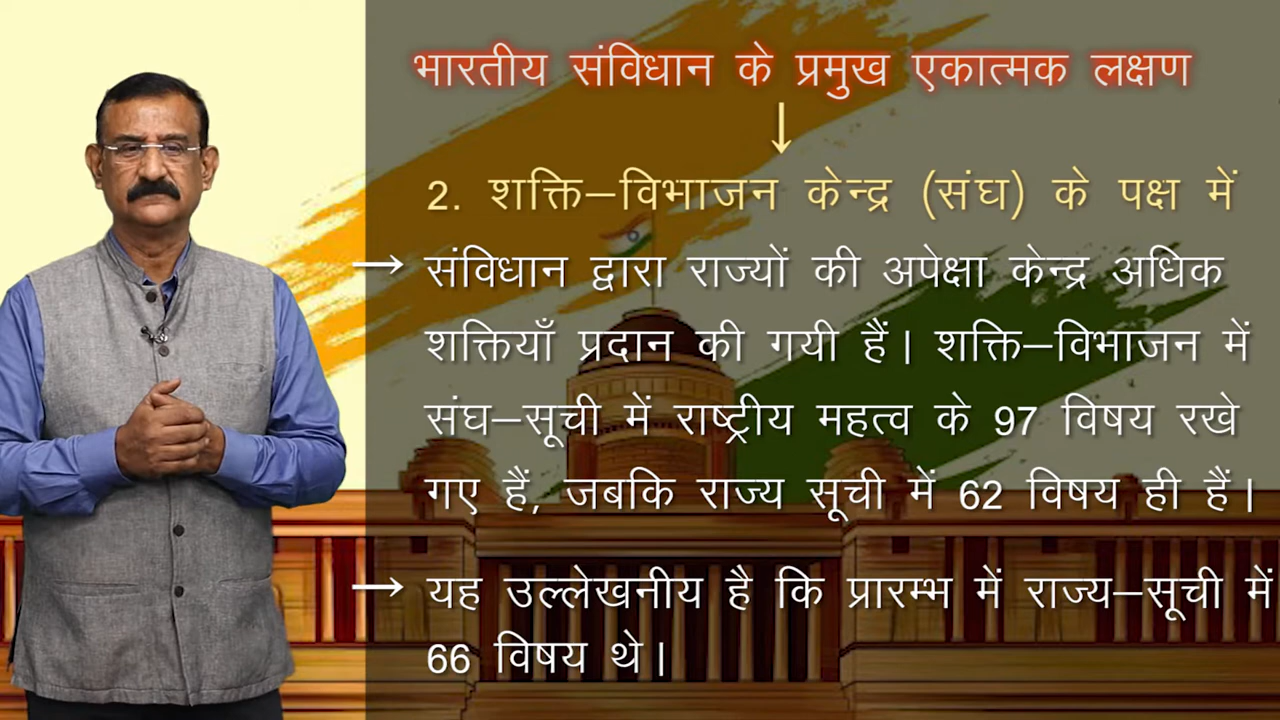 भारतीय संविधान के प्रमुख एकात्मक लक्षण
↓
2. शक्ति–विभाजन केन्द्र (संघ) के पक्ष में
→ संविधान द्वारा राज्यों की अपेक्षा केन्द्र अधिक
शक्तियाँ प्रदान की गयी हैं। शक्ति–विभाजन में
संघ–सूची में राष्ट्रीय महत्व के 97 विषय रखे
गए हैं, जबकि राज्य सूची में 62 विषय ही हैं।
→ यह उल्लेखनीय है कि प्रारम्भ में राज्य–सूची में
66 विषय थे।